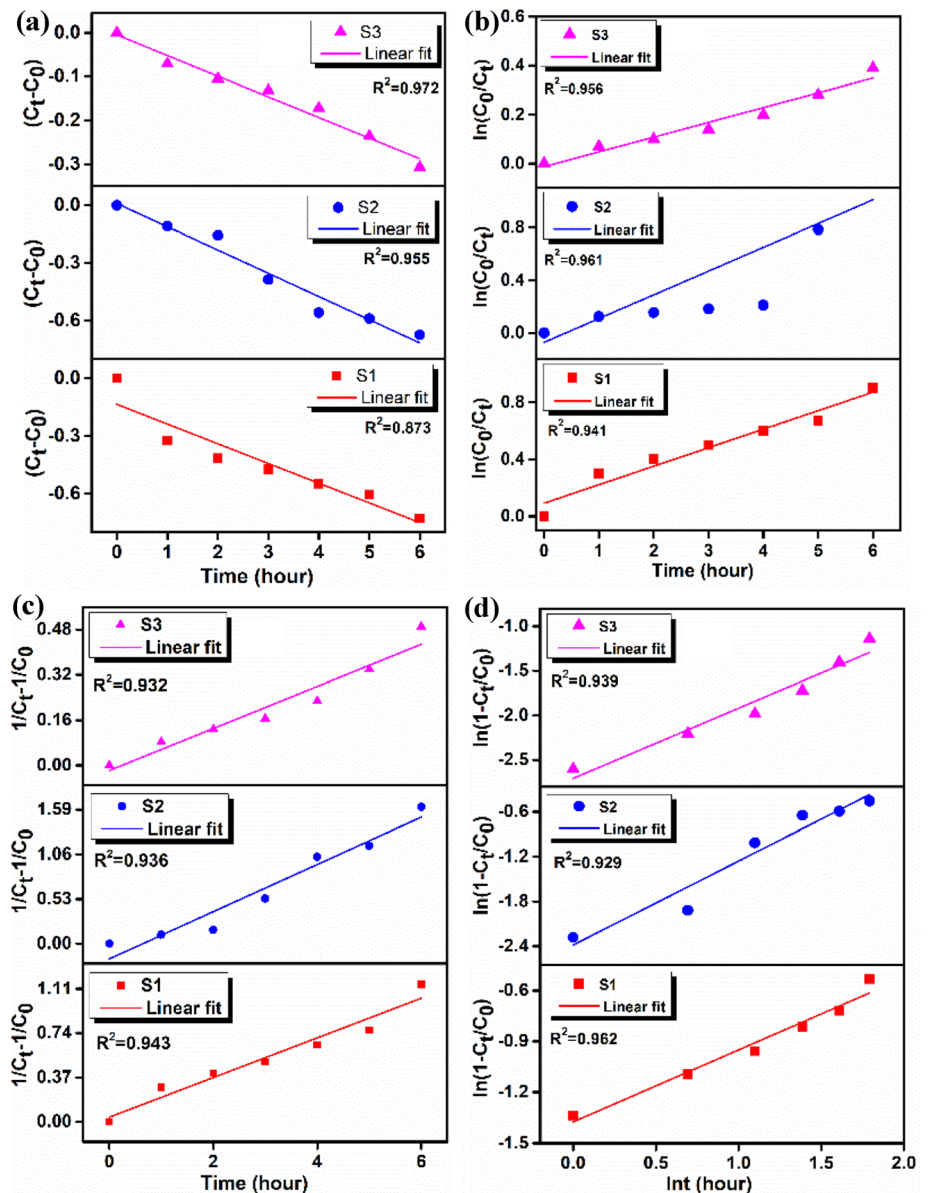 (a)
(Ct-C0)
0.0
-0.1
-0.2
-0.3
S3
Linear fit
R2=0.972
(Ct-C0)
0.0
-0.3
-0.6
S2
Linear fit
R2=0.955
(Ct-C0)
0.0
-0.3
-0.6
S1
Linear fit
R2=0.873
0 1 2 3 4 5 6
Time (hour)
(b)
ln(C0/Ct)
0.6
0.4
0.2
0.0
S3
Linear fit
R2=0.956
ln(C0/Ct)
0.8
0.4
0.0
S2
Linear fit
R2=0.961
ln(C0/Ct)
0.8
0.4
0.0
S1
Linear fit
R2=0.941
0 1 2 3 4 5 6
Time (hour)
(c)
1/Ct-1/C0
0.48
0.32
0.16
0.00
S3
Linear fit
R2=0.932
1/Ct-1/C0
1.59
1.06
0.53
0.00
S2
Linear fit
R2=0.936
1/Ct-1/C0
1.11
0.74
0.37
0.00
S1
Linear fit
R2=0.943
0 2 4 6
Time (hour)
(d)
ln(1-Ct/C0)
-1.0
-1.5
-2.0
-2.5
S3
Linear fit
R2=0.939
ln(1-Ct/C0)
-0.6
-1.2
-1.8
-2.4
S2
Linear fit
R2=0.929
ln(1-Ct/C0)
-0.6
-0.9
-1.2
-1.5
S1
Linear fit
R2=0.962
0.0 0.5 1.0 1.5 2.0
lnt (hour)